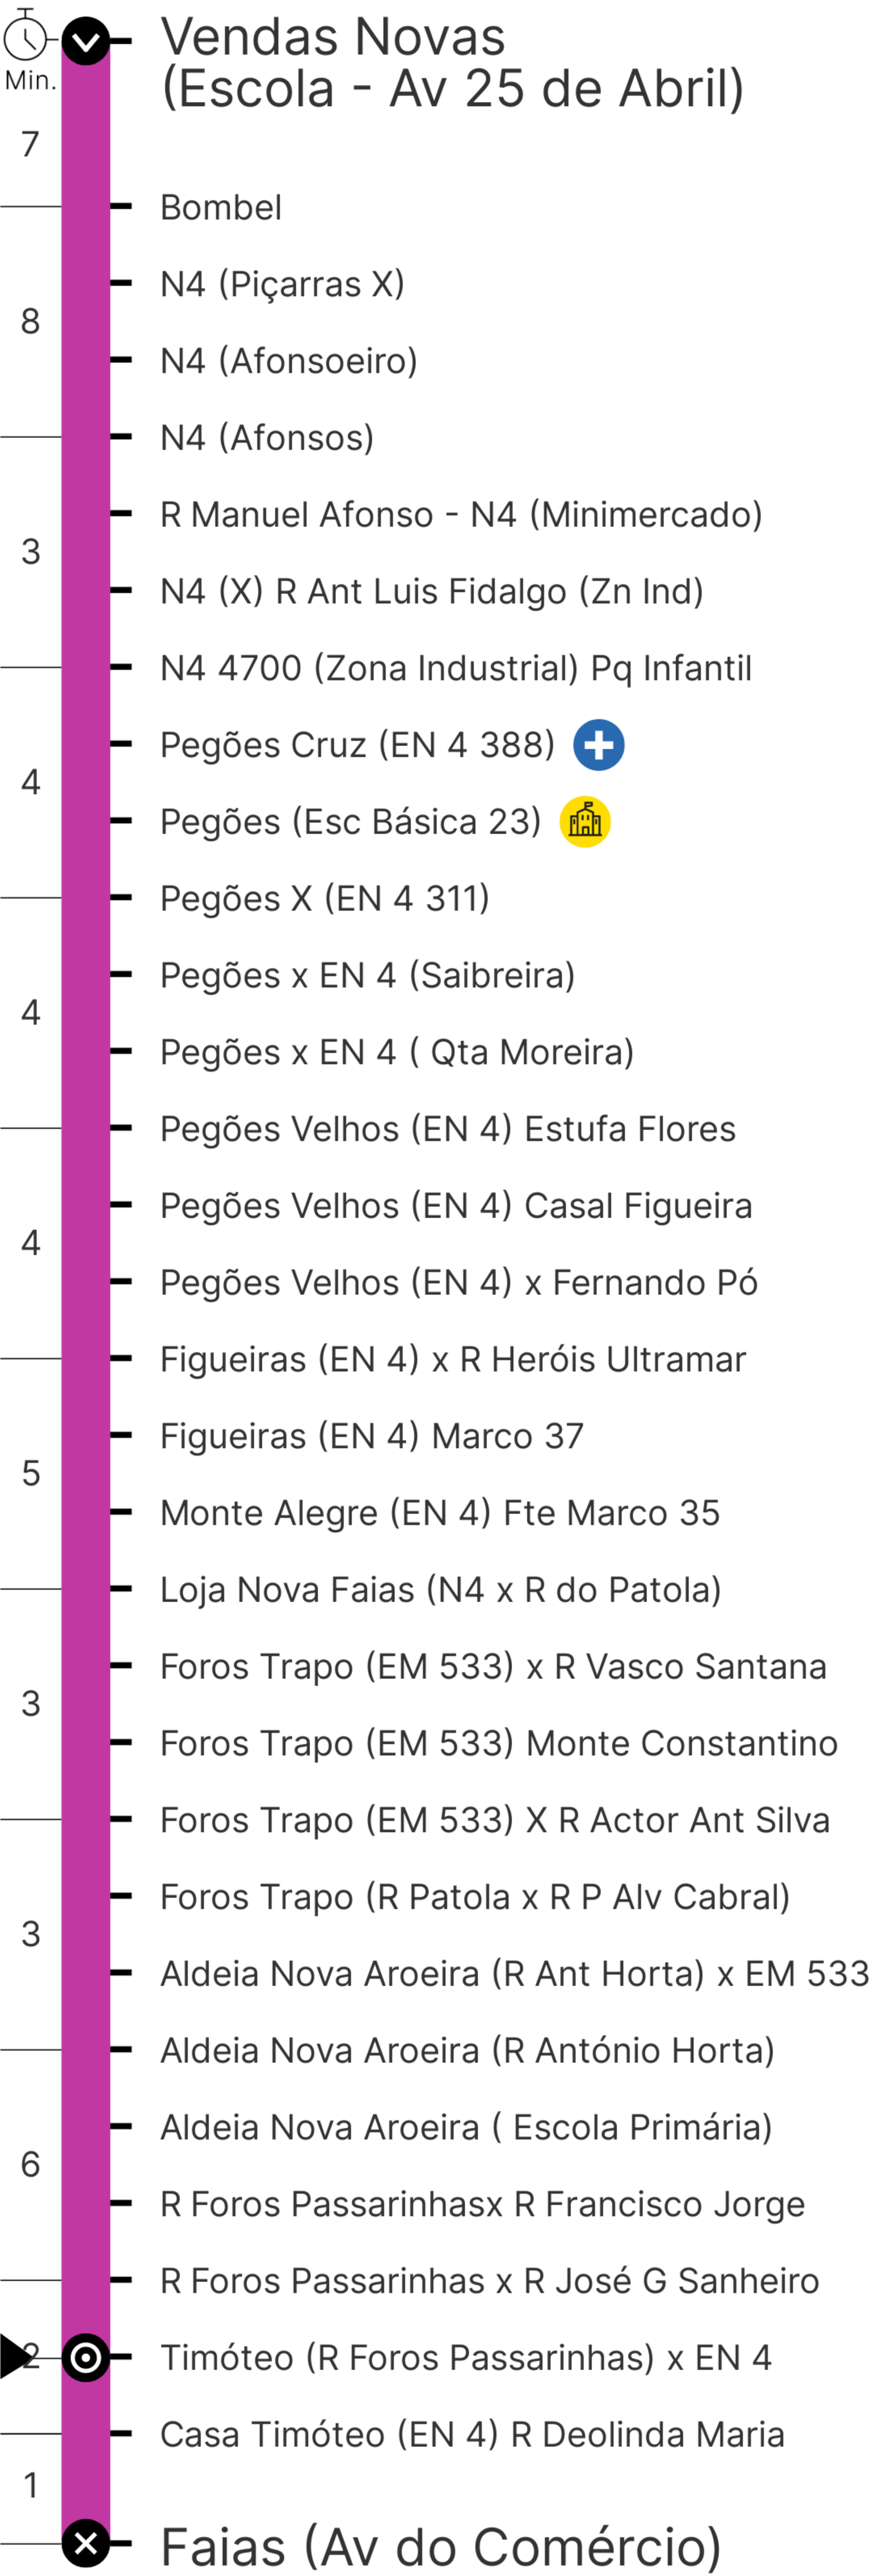 Min.
Vendas Novas
(Escola - Av 25 de Abril)
7
Bombel
N4 (Piçarras X)
8
N4 (Afonsoeiro)
N4 (Afonsos)
R Manuel Afonso - N4 (Minimercado)
3
N4 (X) R Ant Luis Fidalgo (Zn Ind)
N4 4700 (Zona Industrial) Pq Infantil
Pegões Cruz (EN 4 388)
4
Pegões (Esc Básica 23)
Pegões X (EN 4 311)
Pegões x EN 4 (Saibreira)
4
Pegões x EN 4 ( Qta Moreira)
Pegões Velhos (EN 4) Estufa Flores
Pegões Velhos (EN 4) Casal Figueira
4
Pegões Velhos (EN 4) x Fernando Pó
Figueiras (EN 4) x R Heróis Ultramar
Figueiras (EN 4) Marco 37
5
Monte Alegre (EN 4) Fte Marco 35
Loja Nova Faias (N4 x R do Patola)
Foros Trapo (EM 533) x R Vasco Santana
3
Foros Trapo (EM 533) Monte Constantino
Foros Trapo (EM 533) X R Actor Ant Silva
Foros Trapo (R Patola x R P Alv Cabral)
3
Aldeia Nova Aroeira (R Ant Horta) x EM 533
Aldeia Nova Aroeira (R António Horta)
Aldeia Nova Aroeira ( Escola Primária)
6
R Foros Passarinhasx R Francisco Jorge
R Foros Passarinhas x R José G Sanheiro
2
Timóteo (R Foros Passarinhas) x EN 4
Casa Timóteo (EN 4) R Deolinda Maria
1
Faias (Av do Comércio)